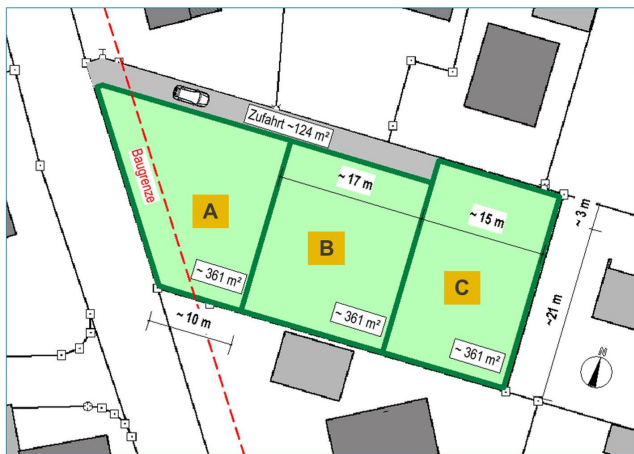 Zufahrt ~124 m²
Baugrenze
~ 17 m
~ 15 m
~ 3 m
A
B
C
~ 361 m²
~ 361 m²
~ 361 m²
~21 m
~ 10 m
N